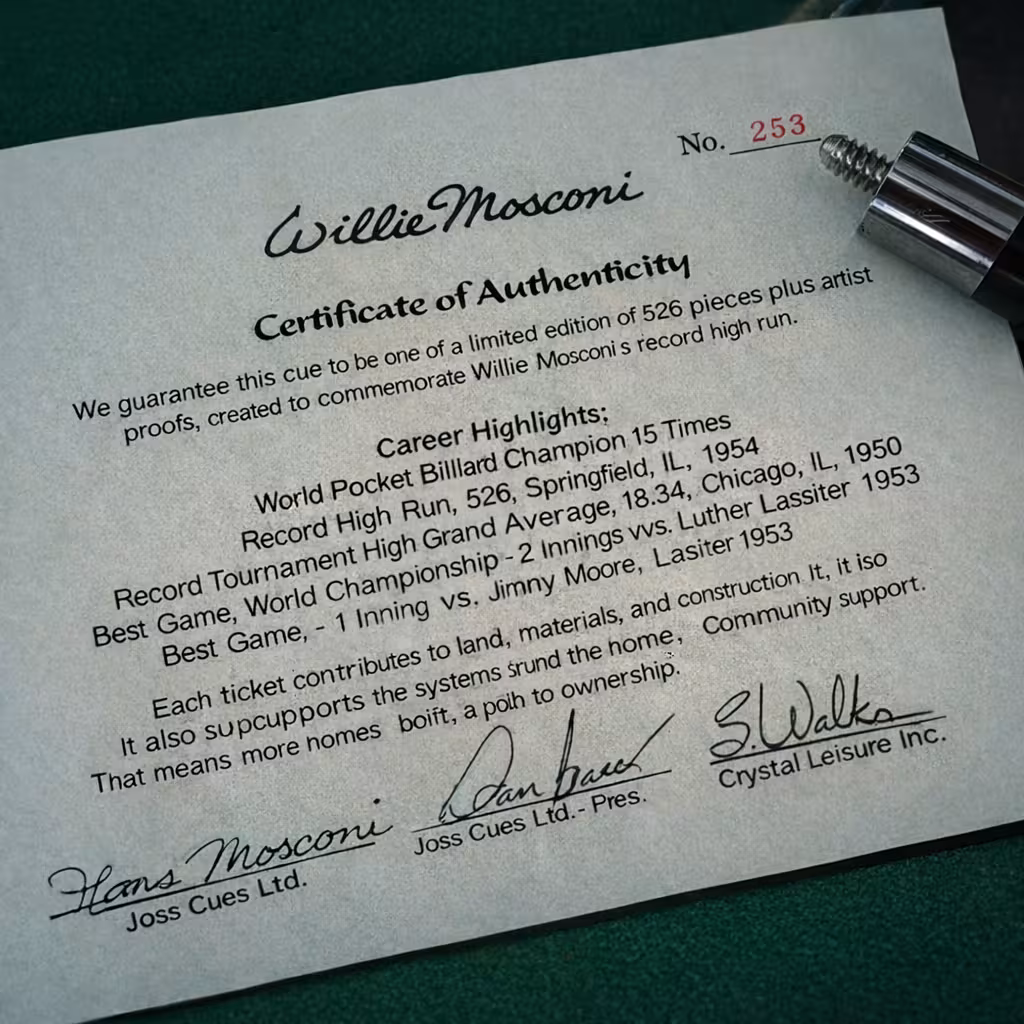 No. 253
Willie Mosconi
Certificate of Authenticity
We guarantee this cue to be one of a limited edition of 526 pieces plus artist
proofs, created to commemorate Willie Mosconi s record high run.
Career Highlights:
World Pocket Billlard Champion 15 Times
Record High Run, 526, Springfield, IL, 1954
Record Tournament High Grand Average, 18.34, Chicago, IL, 1950
Best Game, World Championship - 2 Innings vvs. Luther Lassiter 1953
Best Game, - 1 Inning vs. Jimny Moore, Lasiter 1953
Each ticket contributes to land, materials, and construction It, it iso
It also supcupports the systems srund the home, Community support.
That means more homes boift, a poih to ownership.
S. Walks
Crystal Leisure Inc.
Dan
Joss Cues Ltd. - Pres.
Hans Mosconi
Joss Cues Ltd.